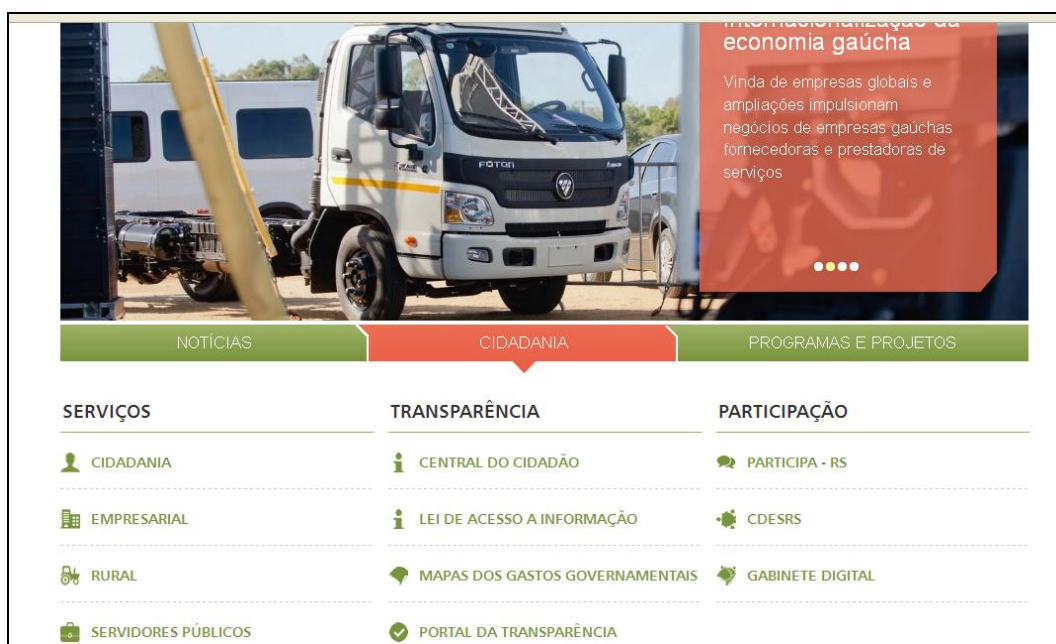 internacionalização da
economia gaúcha
Vinda de empresas globais e
ampliações impulsionam
negócios de empresas gaúchas
fornecedoras e prestadoras de
serviços
FOTON
NOTÍCIAS
CIDADANIA
PROGRAMAS E PROJETOS
SERVIÇOS
CIDADANIA
EMPRESARIAL
RURAL
SERVIDORES PÚBLICOS
TRANSPARÊNCIA
CENTRAL DO CIDADÃO
LEI DE ACESSO A INFORMAÇÃO
MAPAS DOS GASTOS GOVERNAMENTAIS
PORTAL DA TRANSPARÊNCIA
PARTICIPAÇÃO
PARTICIPA - RS
CDESRS
GABINETE DIGITAL